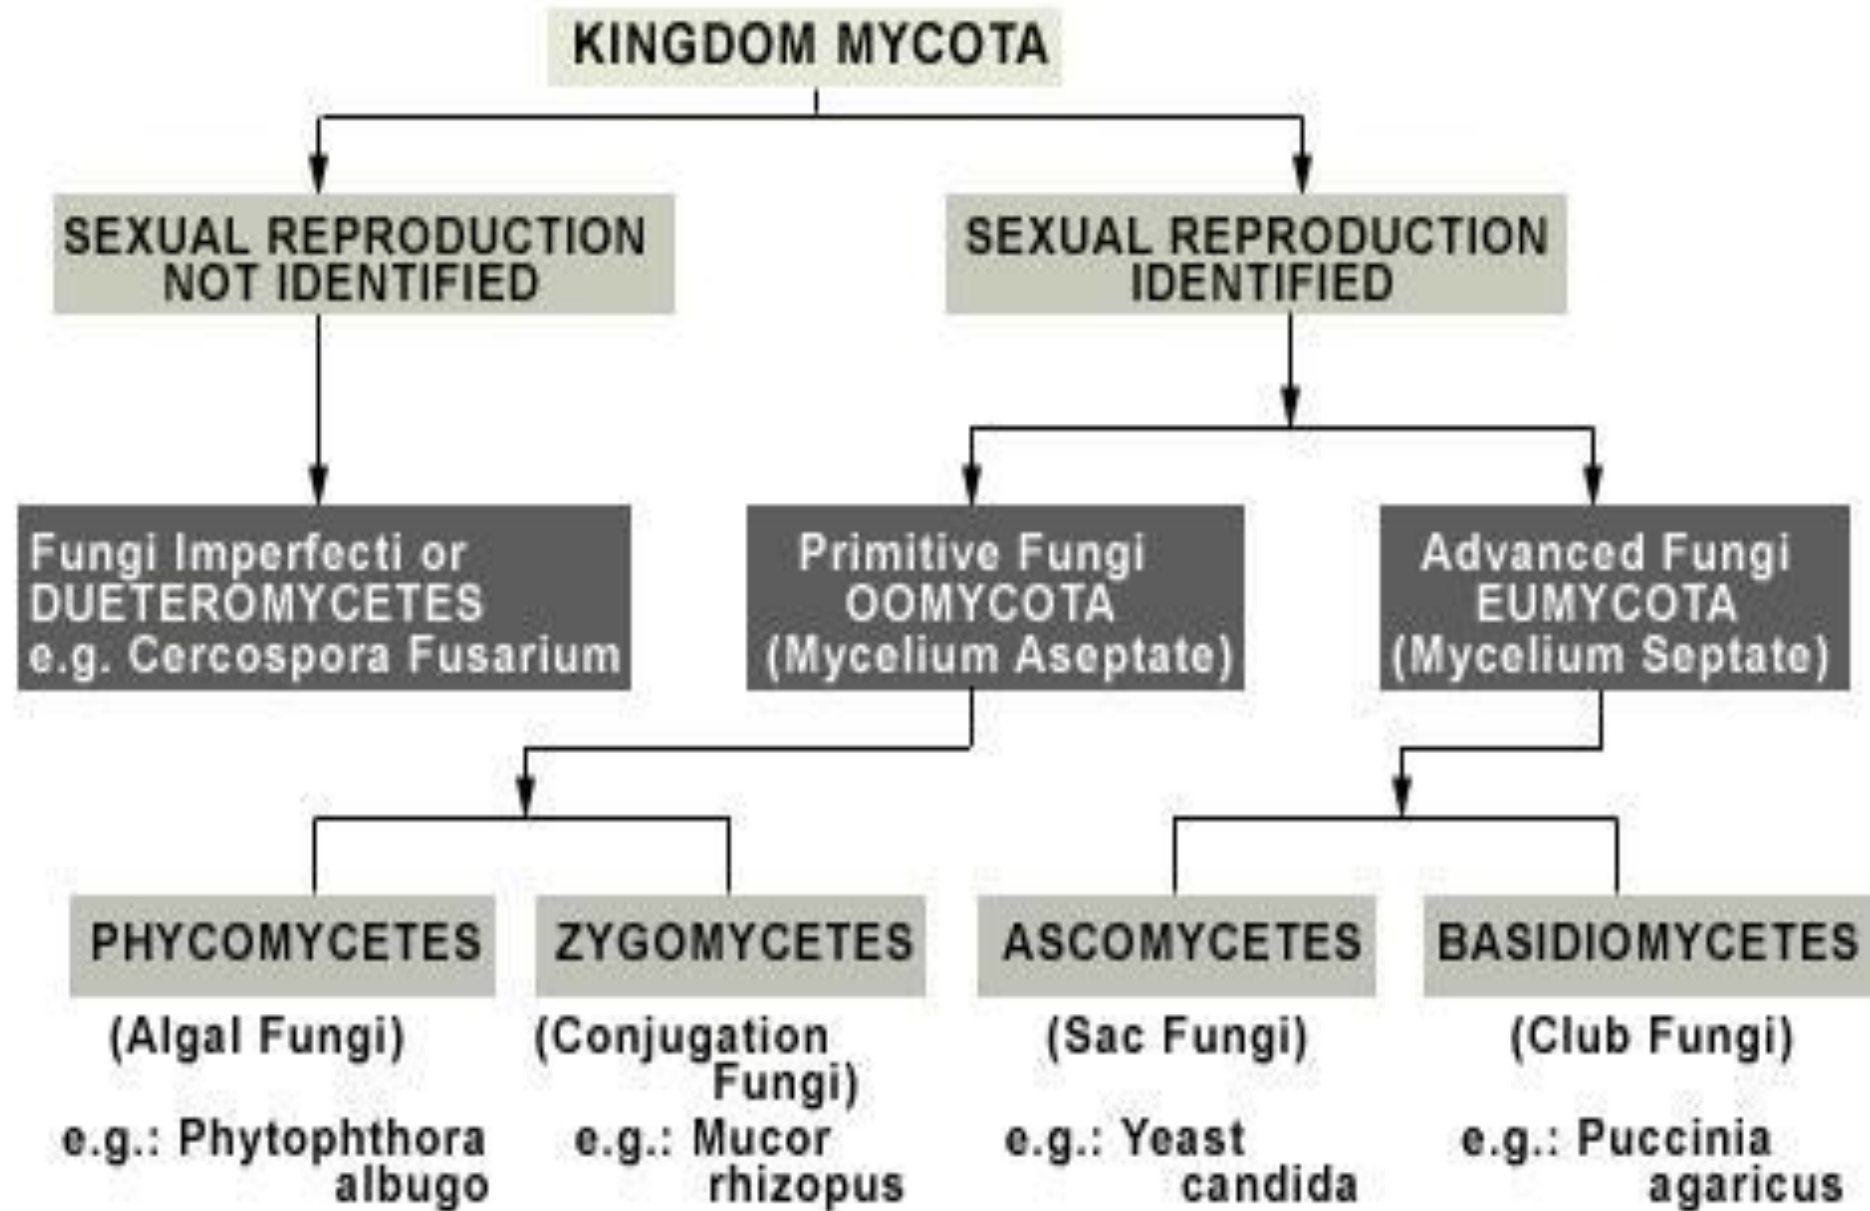 KINGDOM MYCOTA
SEXUAL REPRODUCTION
NOT IDENTIFIED
SEXUAL REPRODUCTION
IDENTIFIED
Fungi Imperfecti or
DUETEROMYCETES
e.g. Cercospora Fusarium
Primitive Fungi
OOMYCOTA
(Mycelium Aseptate)
Advanced Fungi
EUMYCOTA
(Mycelium Septate)
PHYCOMYCETES
(Algal Fungi)
e.g.: Phytophthora
albugo
ZYGOMYCETES
(Conjugation
Fungi)
e.g.: Mucor
rhizopus
ASCOMYCETES
(Sac Fungi)
e.g.: Yeast
candida
BASIDIOMYCETES
(Club Fungi)
e.g.: Puccinia
agaricus